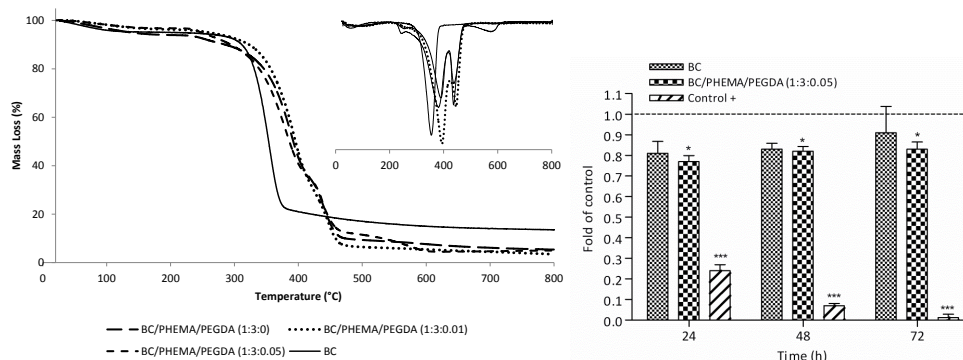 100
80
60
40
20
0
Mass Loss (%)
0 100 200 300 400 500 600 700 800
Temperature (°C)
0 200 400 600 800
BC/PHEMA/PEGDA (1:3:0)
BC/PHEMA/PEGDA (1:3:0.01)
BC/PHEMA/PEGDA (1:3:0.05)
BC
BC
BC/PHEMA/PEGDA (1:3:0.05)
Control +
1.1
1.0
0.9
0.8
0.7
0.6
0.5
0.4
0.3
0.2
0.1
0.0
Fold of control
* *** * *** * ***
24 48 72
Time (h)